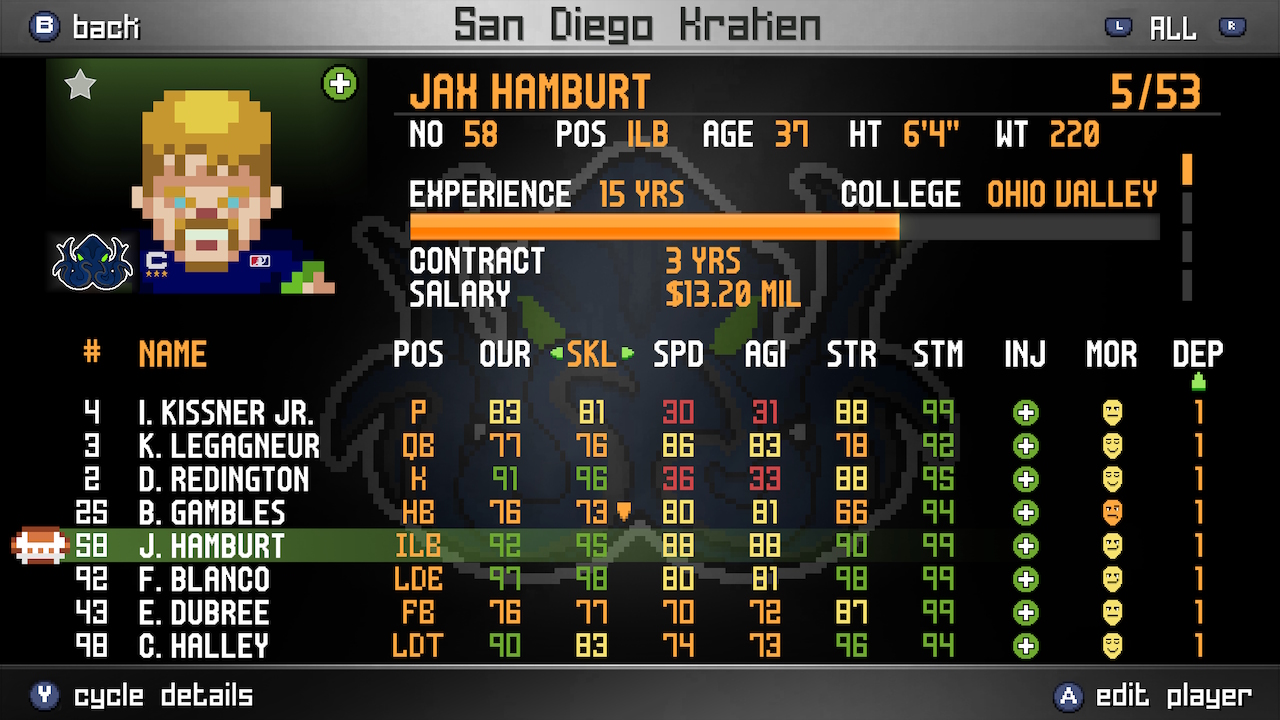 B back San Diego Kraken L ALL R
JAX HAMBURT 5/53
NO 58 POS ILB AGE 37 HT 6'4" WT 220
EXPERIENCE 15 YRS COLLEGE OHIO VALLEY
C
CONTRACT 3 YRS
SALARY $13.20 MIL
# NAME POS OVR SKL SPD AGI STR STM INJ MOR DEP
4 I. KISSNER JR. P 83 81 30 31 88 99 1
3 K. LEGAGNEUR QB 77 76 86 83 78 92 1
2 D. REDINGTON K 91 96 36 33 88 95 1
25 B. GAMBLES HB 76 73 80 81 66 94 1
58 J. HAMBURT ILB 92 95 88 88 90 99 1
92 F. BLANCO LDE 97 98 80 81 98 99 1
43 E. DUBREE FB 76 77 70 72 87 99 1
98 C. HALLEY LDT 90 83 74 73 96 94 1
Y cycle details A edit player